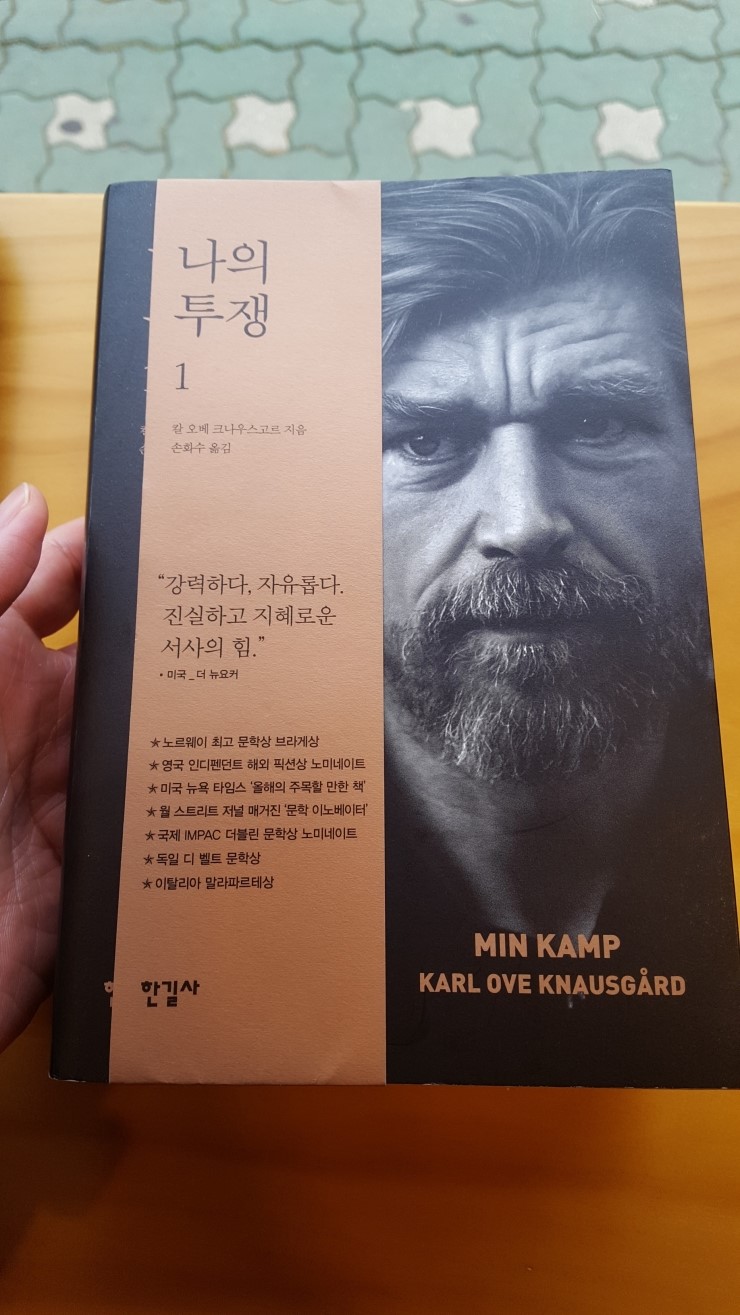 나의
투쟁
1
칼 오베 크나우스고르 지음
손화수 옮김
“강력하다, 자유롭다.
진실하고 지혜로운
서사의 힘.”
• 미국_더 뉴요커
★노르웨이 최고 문학상 브라게상
★영국 인디펜던트 해외 픽션상 노미네이트
★미국 뉴욕 타임스 ‘올해의 주목할 만한 책’
★월 스트리트 저널 매거진 ‘문학 이노베이터’
★국제 IMPAC 더블린 문학상 노미네이트
★독일 디 벨트 문학상
★이탈리아 말라파르테상
한길사
MIN KAMP
KARL OVE KNAUSGÅRD